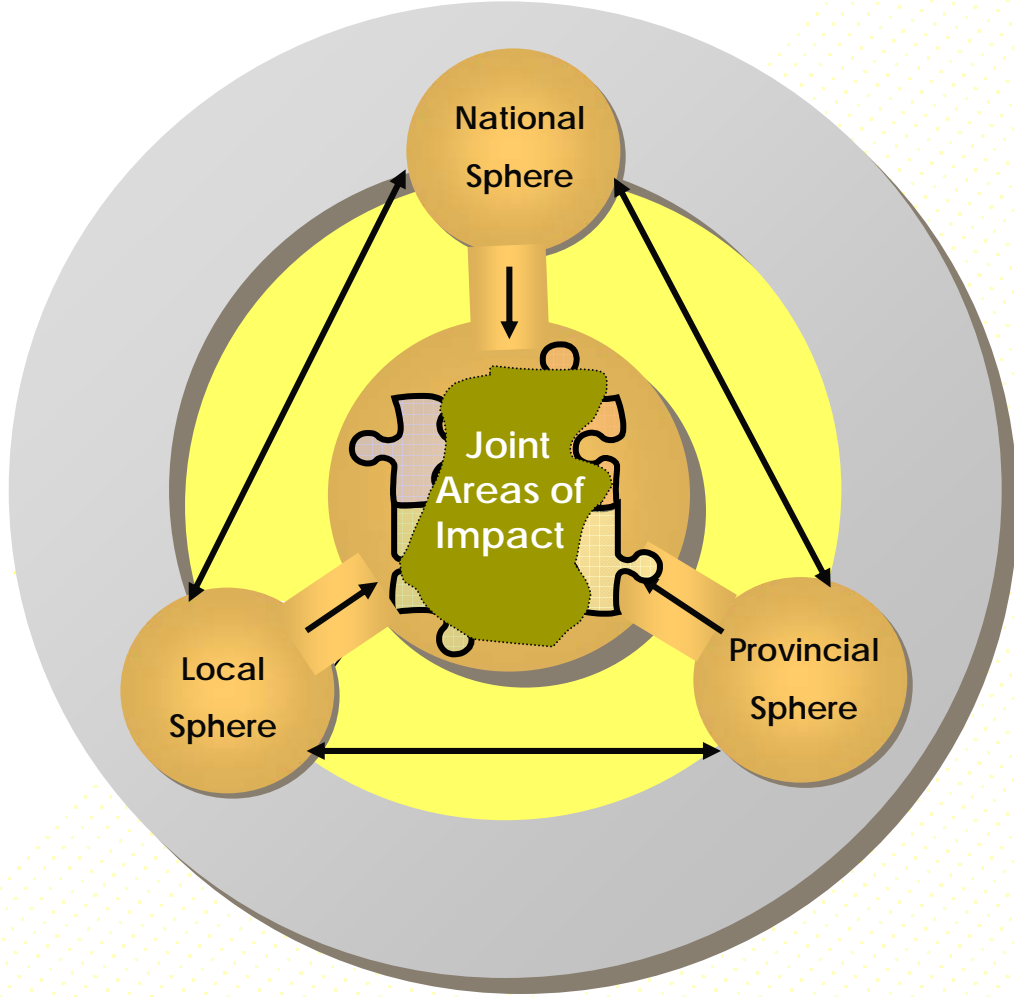 National
Sphere
Joint
Areas of
Impact
Local
Sphere
Provincial
Sphere